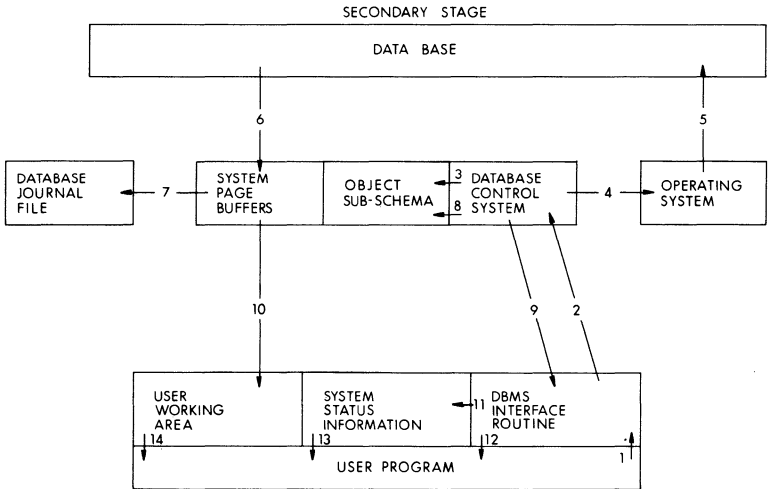 SECONDARY STAGE
DATA BASE
6
5
DATABASE
JOURNAL
FILE
7
SYSTEM
PAGE
BUFFERS
OBJECT
SUB-SCHEMA
3
8
DATABASE
CONTROL
SYSTEM
4
OPERATING
SYSTEM
10
9
2
USER
WORKING
AREA
14
SYSTEM
STATUS
INFORMATION
13
11
DBMS
INTERFACE
ROUTINE
12
1
USER PROGRAM